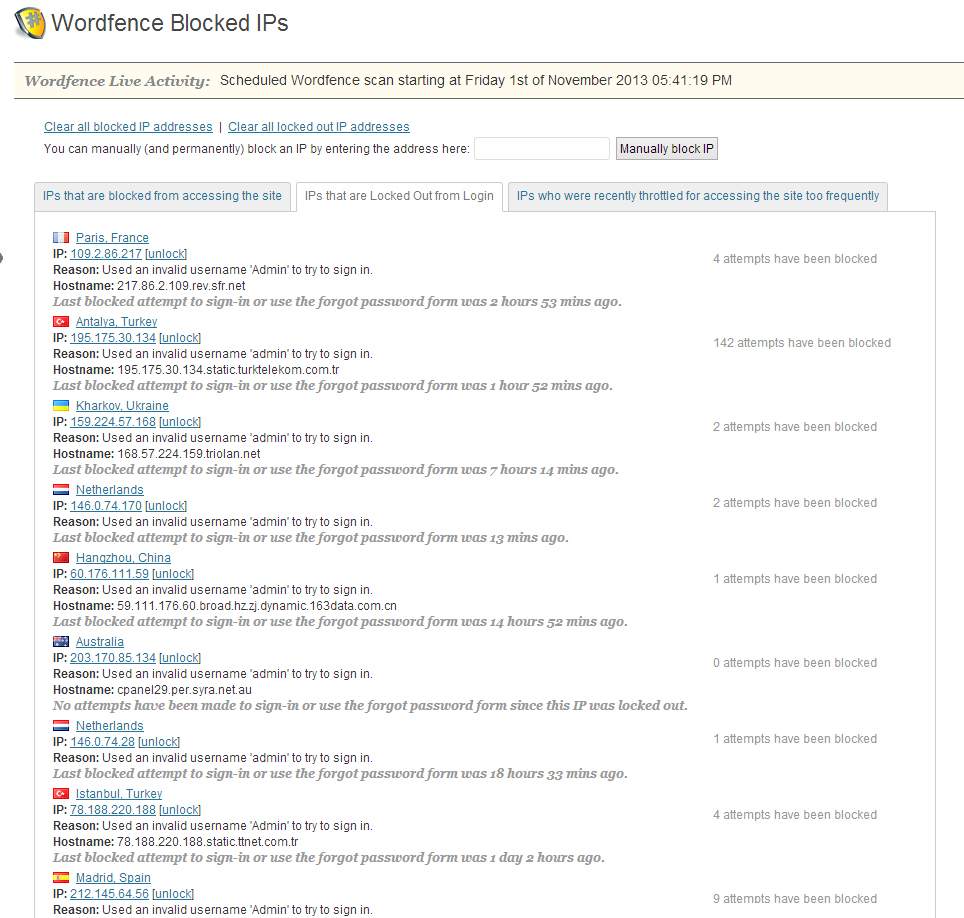 Wordfence Blocked IPs
Wordfence Live Activity: Scheduled Wordfence scan starting at Friday 1st of November 2013 05:41:19 PM
Clear all blocked IP addresses | Clear all locked out IP addresses
You can manually (and permanently) block an IP by entering the address here: Manually block IP
IPs that are blocked from accessing the site IPs that are Locked Out from Login IPs who were recently throttled for accessing the site too frequently
Paris, France
IP: 109.2.86.217 [unlock] 4 attempts have been blocked
Reason: Used an invalid username 'Admin' to try to sign in.
Hostname: 217.86.2.109.rev.sfr.net
Last blocked attempt to sign-in or use the forgot password form was 2 hours 53 mins ago.
Antalya, Turkey
IP: 195.175.30.134 [unlock] 142 attempts have been blocked
Reason: Used an invalid username 'admin' to try to sign in.
Hostname: 195.175.30.134.static.turktelekom.com.tr
Last blocked attempt to sign-in or use the forgot password form was 1 hour 52 mins ago.
Kharkov, Ukraine
IP: 159.224.57.168 [unlock] 2 attempts have been blocked
Reason: Used an invalid username 'admin' to try to sign in.
Hostname: 168.57.224.159.triolan.net
Last blocked attempt to sign-in or use the forgot password form was 7 hours 14 mins ago.
Netherlands
IP: 146.0.74.170 [unlock] 2 attempts have been blocked
Reason: Used an invalid username 'admin' to try to sign in.
Last blocked attempt to sign-in or use the forgot password form was 13 mins ago.
Hangzhou, China
IP: 60.176.111.59 [unlock] 1 attempts have been blocked
Reason: Used an invalid username 'admin' to try to sign in.
Hostname: 59.111.176.60.broad.hz.zj.dynamic.163data.com.cn
Last blocked attempt to sign-in or use the forgot password form was 14 hours 52 mins ago.
Australia
IP: 203.170.85.134 [unlock] 0 attempts have been blocked
Reason: Used an invalid username 'admin' to try to sign in.
Hostname: cpanel29.per.syra.net.au
No attempts have been made to sign-in or use the forgot password form since this IP was locked out.
Netherlands
IP: 146.0.74.28 [unlock] 1 attempts have been blocked
Reason: Used an invalid username 'admin' to try to sign in.
Last blocked attempt to sign-in or use the forgot password form was 18 hours 33 mins ago.
Istanbul, Turkey
IP: 78.188.220.188 [unlock] 4 attempts have been blocked
Reason: Used an invalid username 'Admin' to try to sign in.
Hostname: 78.188.220.188.static.ttnet.com.tr
Last blocked attempt to sign-in or use the forgot password form was 1 day 2 hours ago.
Madrid, Spain
IP: 212.145.64.56 [unlock] 9 attempts have been blocked
Reason: Used an invalid username 'Admin' to try to sign in.